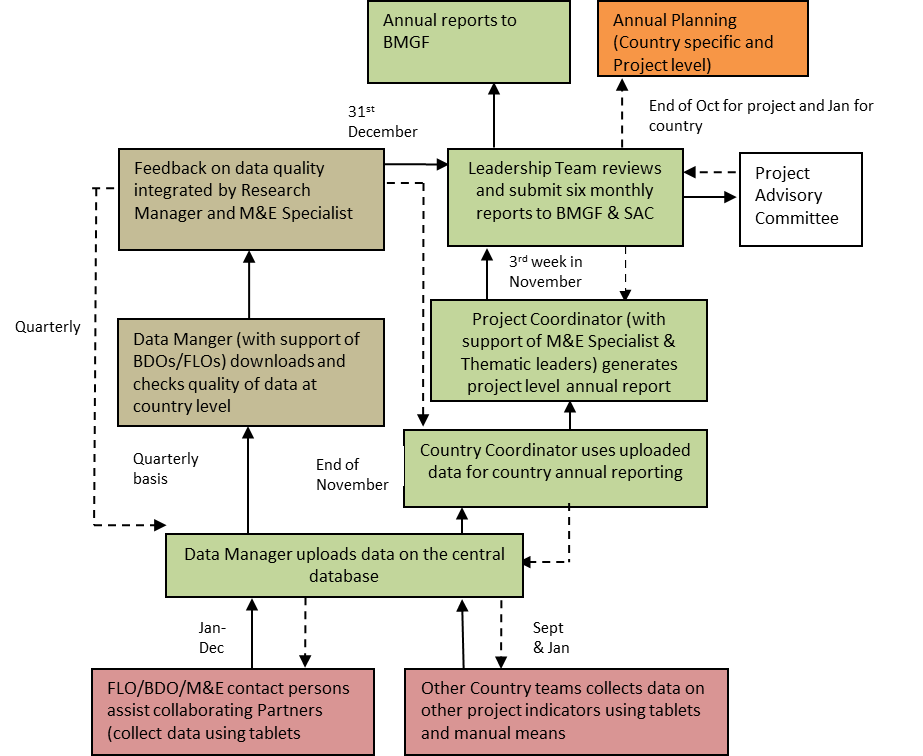 Annual reports to
BMGF
Annual Planning
(Country specific and
Project level)
End of Oct for project and Jan for
country
31st
December
Feedback on data quality
integrated by Research
Manager and M&E Specialist
Leadership Team reviews
and submit six monthly
reports to BMGF & SAC
Project
Advisory
Committee
3rd week in
November
Quarterly
Data Manger (with support of
BDOs/FLOs) downloads and
checks quality of data at
country level
Project Coordinator (with
support of M&E Specialist &
Thematic leaders) generates
project level annual report
Quarterly
basis
End of
November
Country Coordinator uses uploaded
data for country annual reporting
Data Manager uploads data on the central
database
Jan-
Dec
Sept
& Jan
FLO/BDO/M&E contact persons
assist collaborating Partners
(collect data using tablets
Other Country teams collects data on
other project indicators using tablets
and manual means